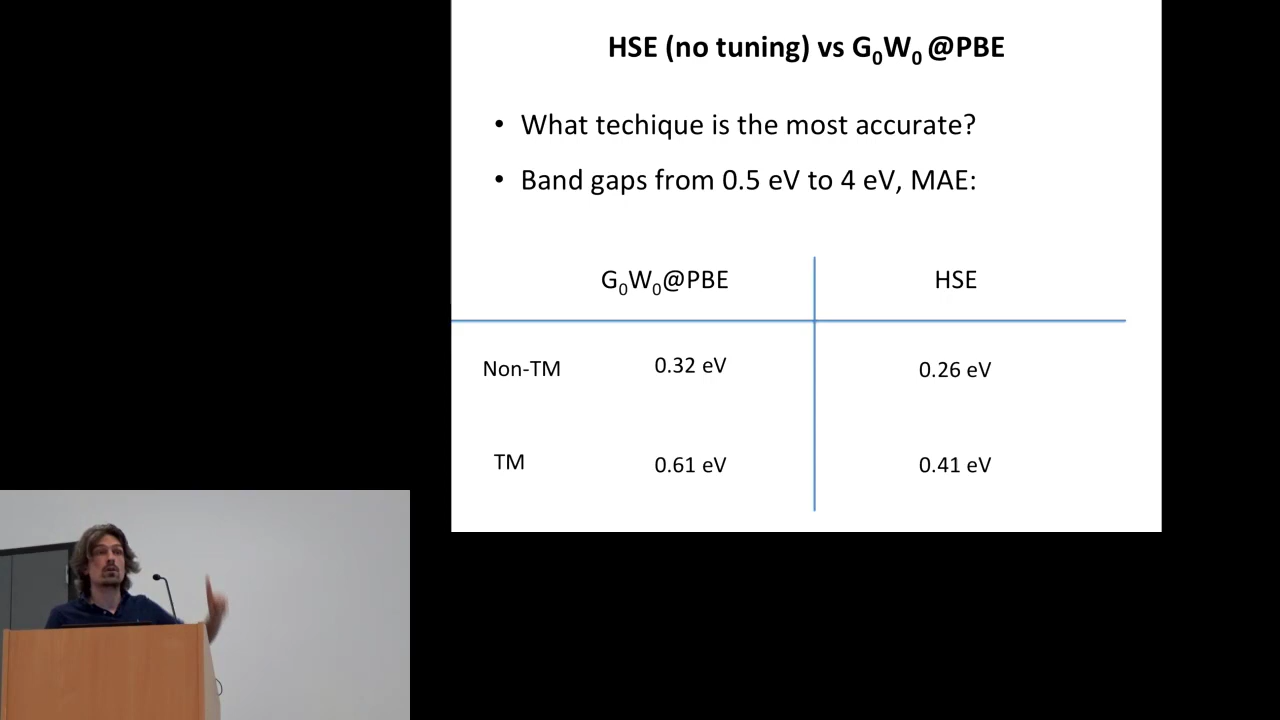 HSE (no tuning) vs G₀W₀ @PBE
• What techique is the most accurate?
• Band gaps from 0.5 eV to 4 eV, MAE:
G₀W₀@PBE HSE
Non-TM 0.32 eV 0.26 eV
TM 0.61 eV 0.41 eV